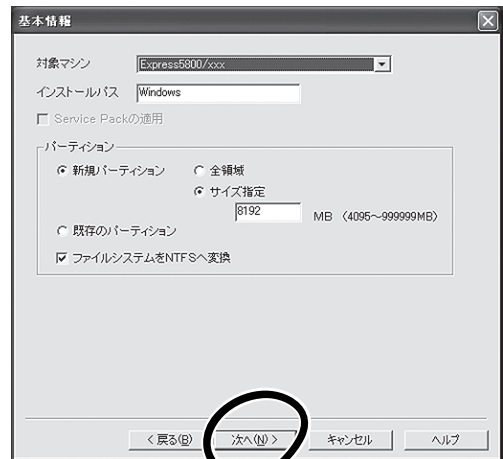 基本情報
対象マシン Express5800/xxx
インストールパス Windows
Service Packの適用
パーティション
新規パーティション 全領域
サイズ指定
8192 MB (4095~999999MB)
既存のパーティション
ファイルシステムをNTFSへ変換
< 戻る(B) 次へ(N) > キャンセル ヘルプ